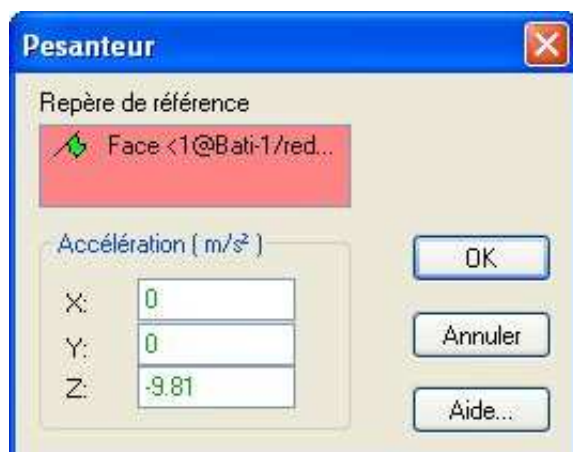 Pesanteur
Repère de référence
Face <1@Bati-1/red...
Accélération ( m/s² )
X: 0
Y: 0
Z: -9.81
OK
Annuler
Aide...